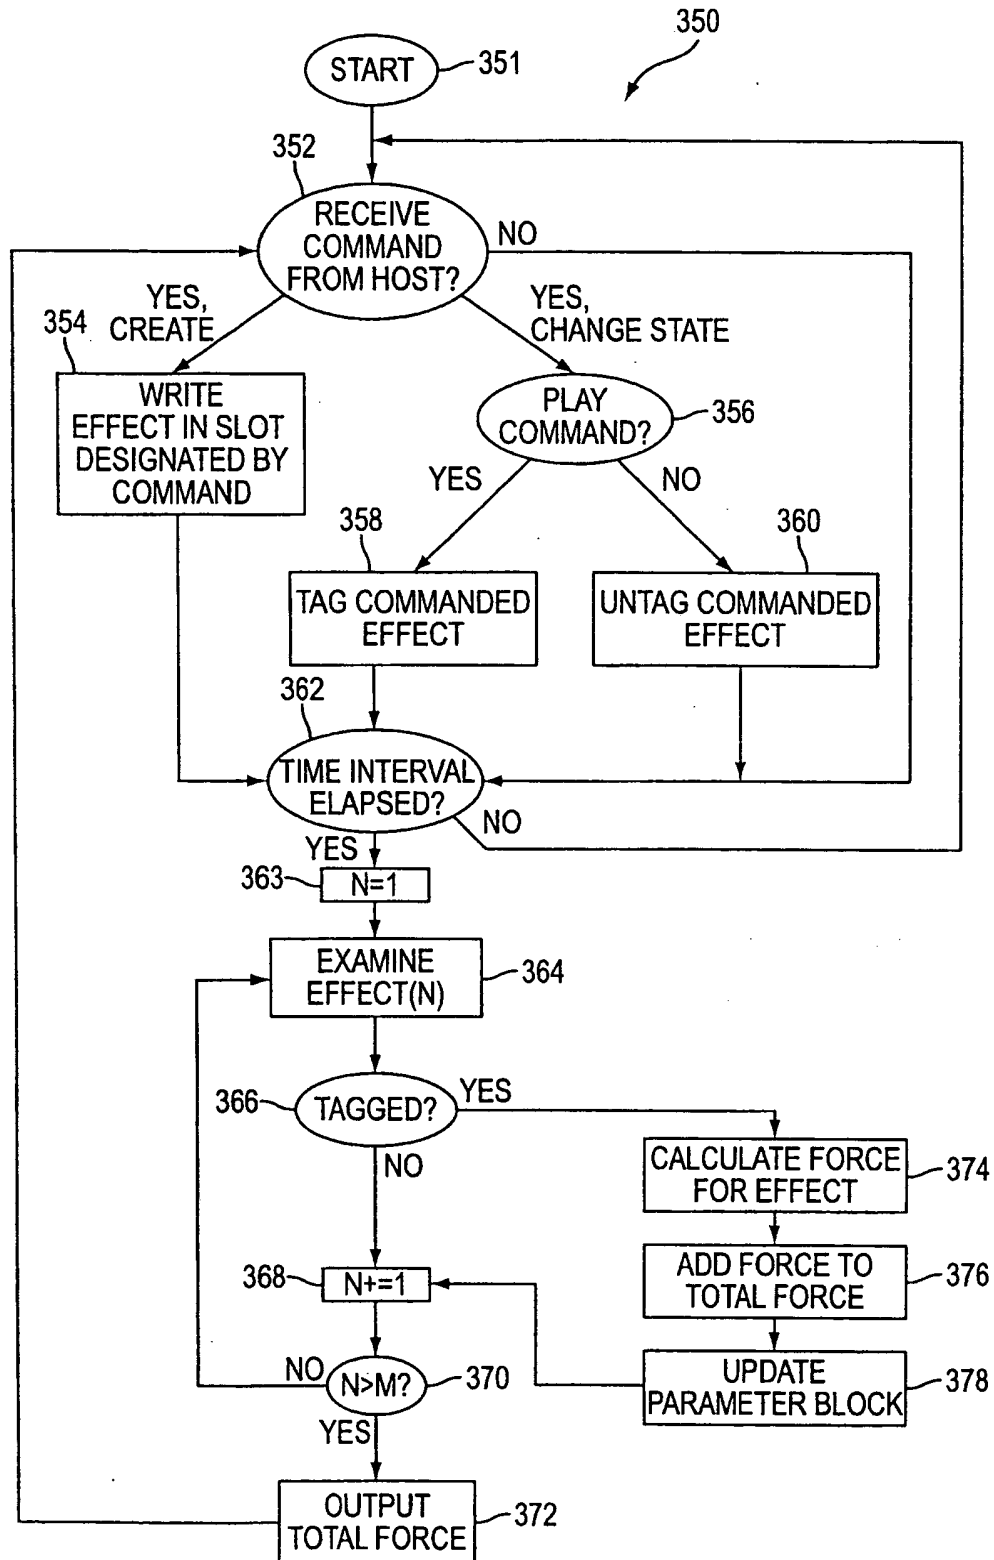 350
START
351
352
RECEIVE
COMMAND
FROM HOST?
NO
YES,
CREATE
YES,
CHANGE STATE
354
WRITE
EFFECT IN SLOT
DESIGNATED BY
COMMAND
PLAY
COMMAND?
356
YES
NO
358
360
TAG COMMANDED
EFFECT
UNTAG COMMANDED
EFFECT
362
TIME INTERVAL
ELAPSED?
NO
YES
363
N=1
EXAMINE
EFFECT(N)
364
366
TAGGED?
YES
NO
CALCULATE FORCE
FOR EFFECT
374
368
N+=1
ADD FORCE TO
TOTAL FORCE
376
NO
N>M?
370
UPDATE
PARAMETER BLOCK
378
YES
OUTPUT
TOTAL FORCE
372